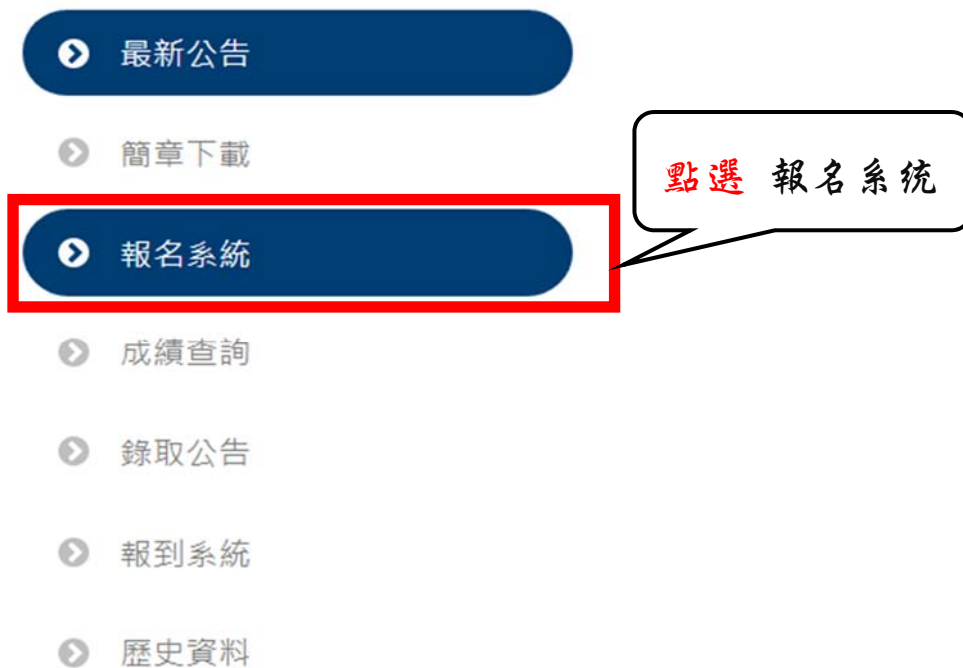 最新公告
簡章下載
點選 報名系統
報名系統
成績查詢
錄取公告
報到系統
歷史資料